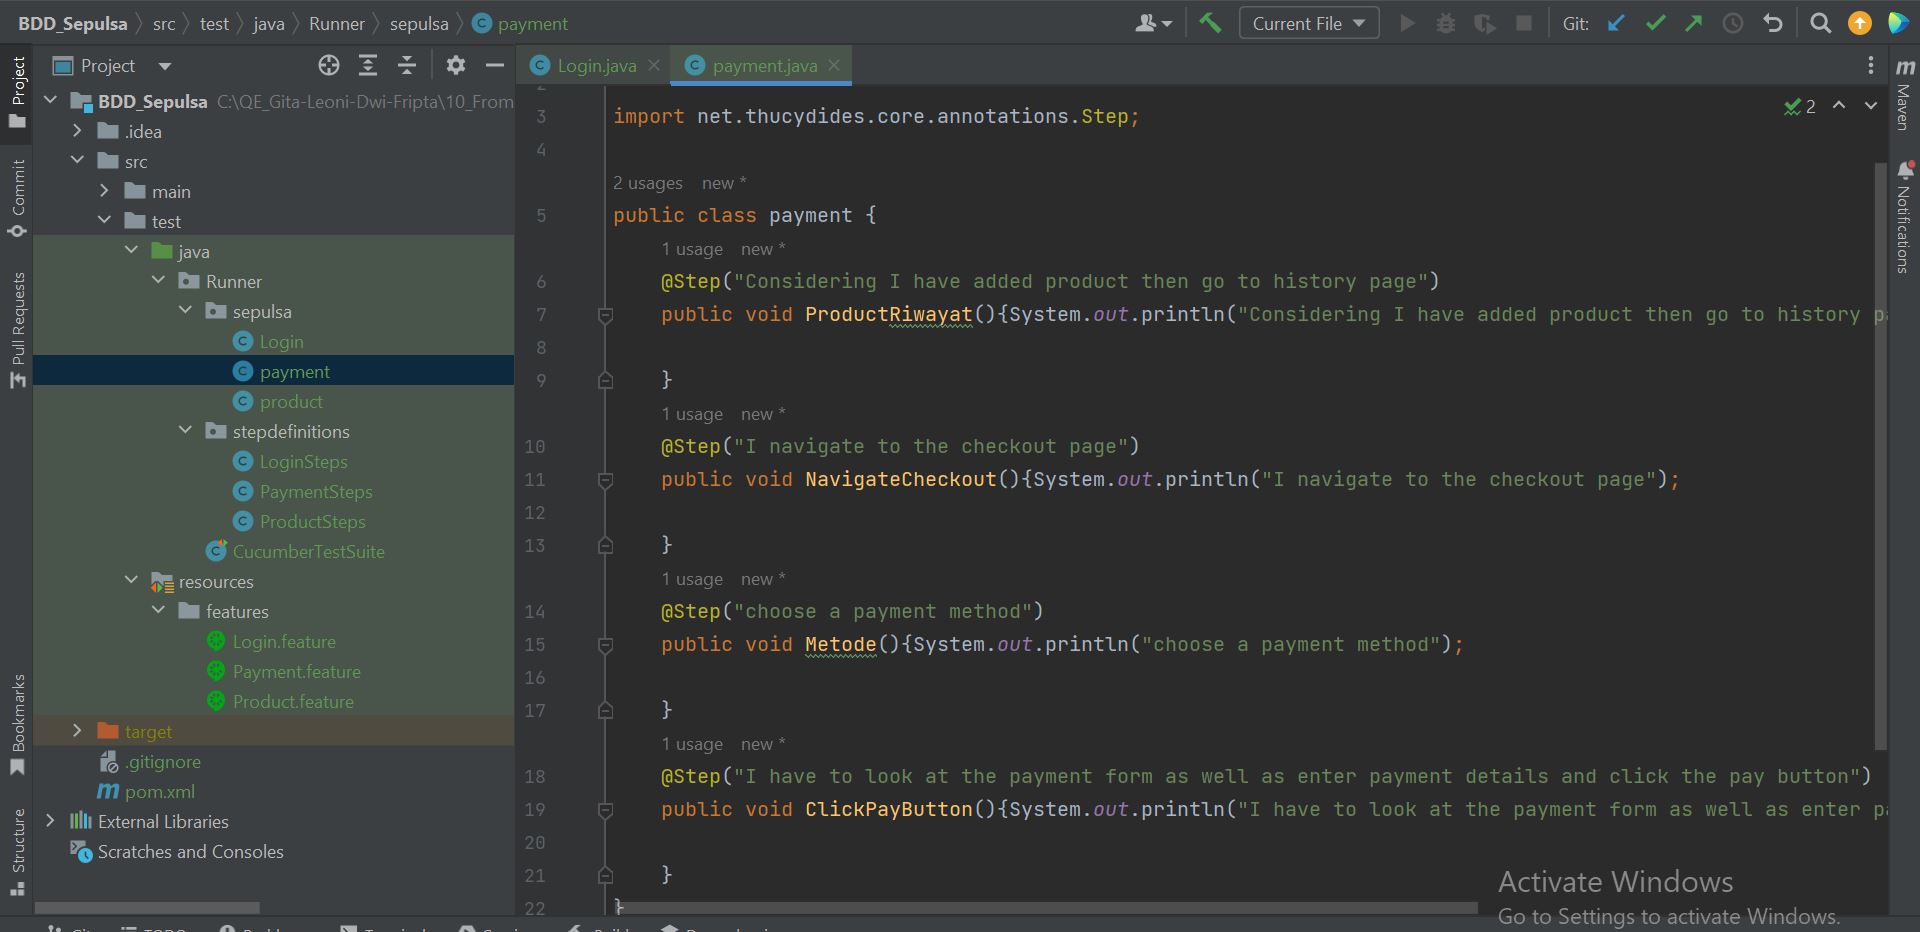 BDD_Sepulsa src test java Runner sepulsa payment
Current File
Git:
Project
Login.java
payment.java
BDD_Sepulsa C:\QE_Gita-Leoni-Dwi-Fripta\10_From
.idea
src
main
test
java
Runner
sepulsa
Login
payment
product
stepdefinitions
LoginSteps
PaymentSteps
ProductSteps
CucumberTestSuite
resources
features
Login.feature
Payment.feature
Product.feature
target
.gitignore
pom.xml
External Libraries
Scratches and Consoles
Project
Commit
Pull Requests
Bookmarks
Structure
2
3 import net.thucydides.core.annotations.Step;
4
2 usages new *
5 public class payment {
1 usage new *
6 @Step("Considering I have added product then go to history page")
7 public void ProductRiwayat(){System.out.println("Considering I have added product then go to history
8
9 }
1 usage new *
10 @Step("I navigate to the checkout page")
11 public void NavigateCheckout(){System.out.println("I navigate to the checkout page");
12
13 }
1 usage new *
14 @Step("choose a payment method")
15 public void Metode(){System.out.println("choose a payment method");
16
17 }
1 usage new *
18 @Step("I have to look at the payment form as well as enter payment details and click the pay button")
19 public void ClickPayButton(){System.out.println("I have to look at the payment form as well as enter
20
21 }
22 }
2
m
Maven
Notifications
Activate Windows
Go to Settings to activate Windows.